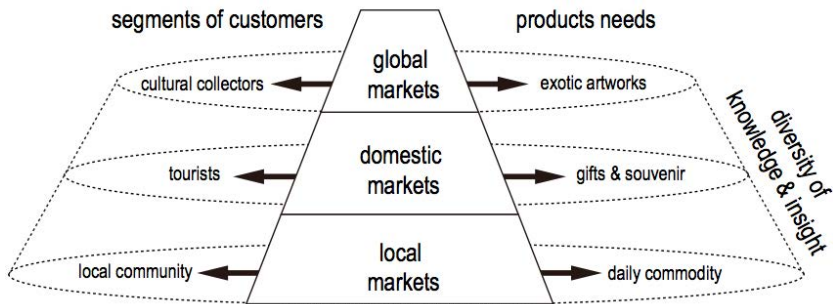 segments of customers
products needs
global
markets
cultural collectors
exotic artworks
diversity of
knowledge & insight
domestic
markets
tourists
gifts & souvenir
local
markets
local community
daily commodity